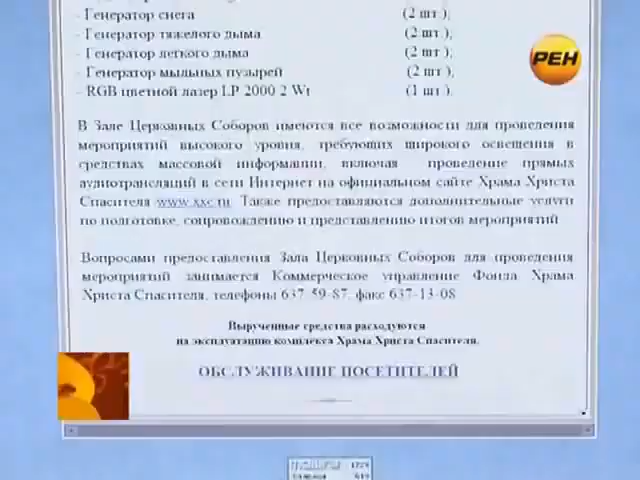 - Генератор снега (2 шт.),
- Генератор тяжелого дыма (2 шт.),
- Генератор легкого дыма (2 шт.),
- Генератор мыльных пузырей (2 шт.),
- RGB цветной лазер LP 2000 2 Wt (1 шт.).
РЕН
В Зале Церковных Соборов имеются все возможности для проведения
мероприятий высокого уровня, требующих широкого освещения в
средствах массовой информации, включая проведение прямых
аудиотрансляций в сети Интернет на официальном сайте Храма Христа
Спасителя www.xxc.ru. Также предоставляются дополнительные услуги
по подготовке, сопровождению и представлению итогов мероприятий.
Вопросами предоставления Зала Церковных Соборов для проведения
мероприятий занимается Коммерческое управление Фонда Храма
Христа Спасителя, телефоны 637-59-87, факс 637-13-08
Вырученные средства расходуются
на эксплуатацию комплекса Храма Христа Спасителя.
ОБСЛУЖИВАНИЕ ПОСЕТИТЕЛЕЙ